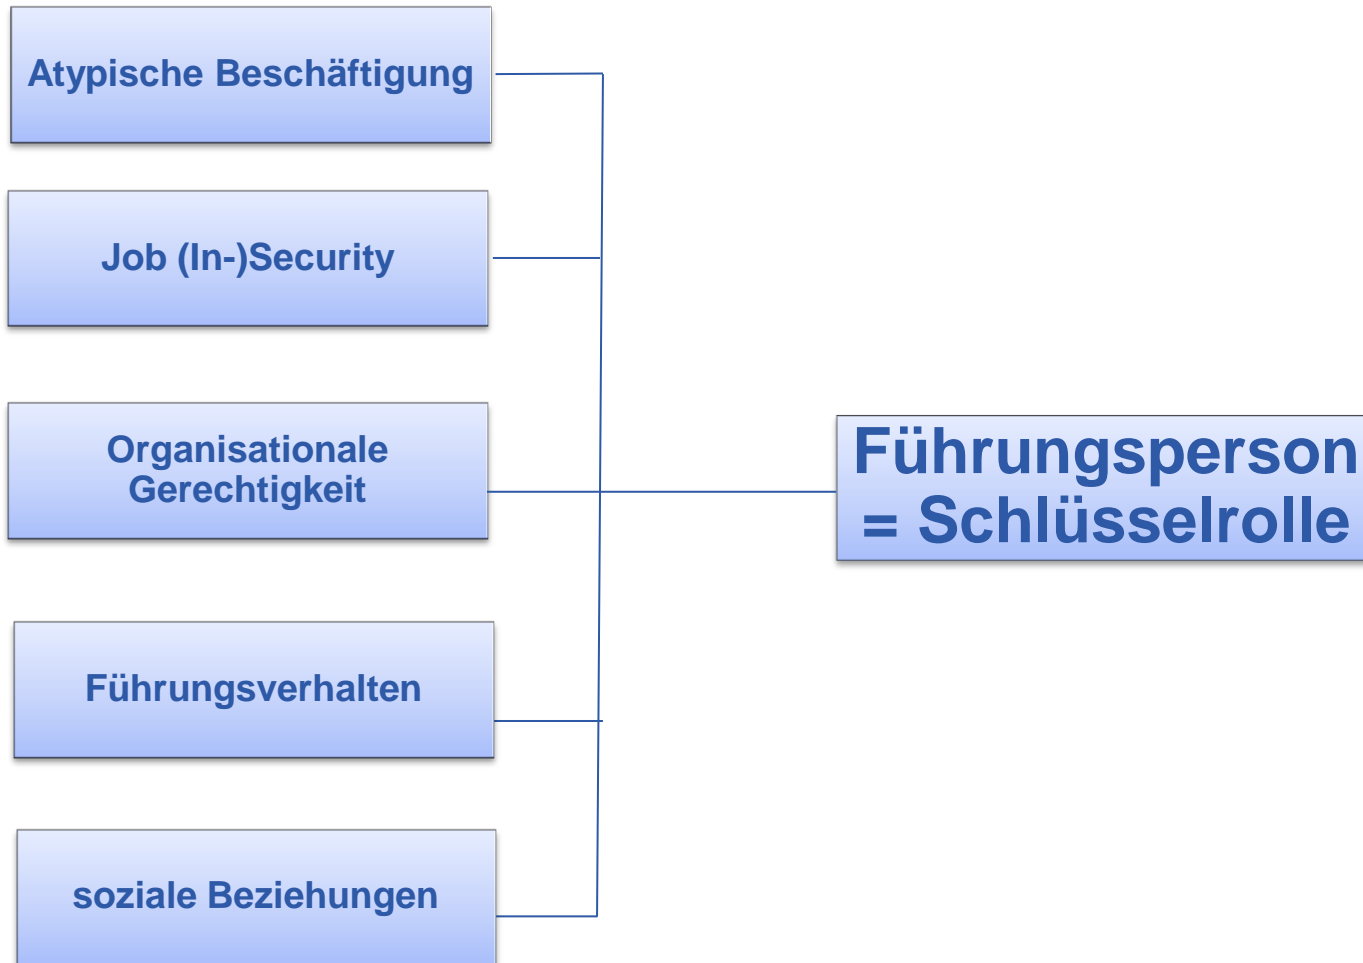 Atypische Beschäftigung
Job (In-)Security
Organisationale
Gerechtigkeit
Führungsverhalten
soziale Beziehungen
Führungsperson
= Schlüsselrolle